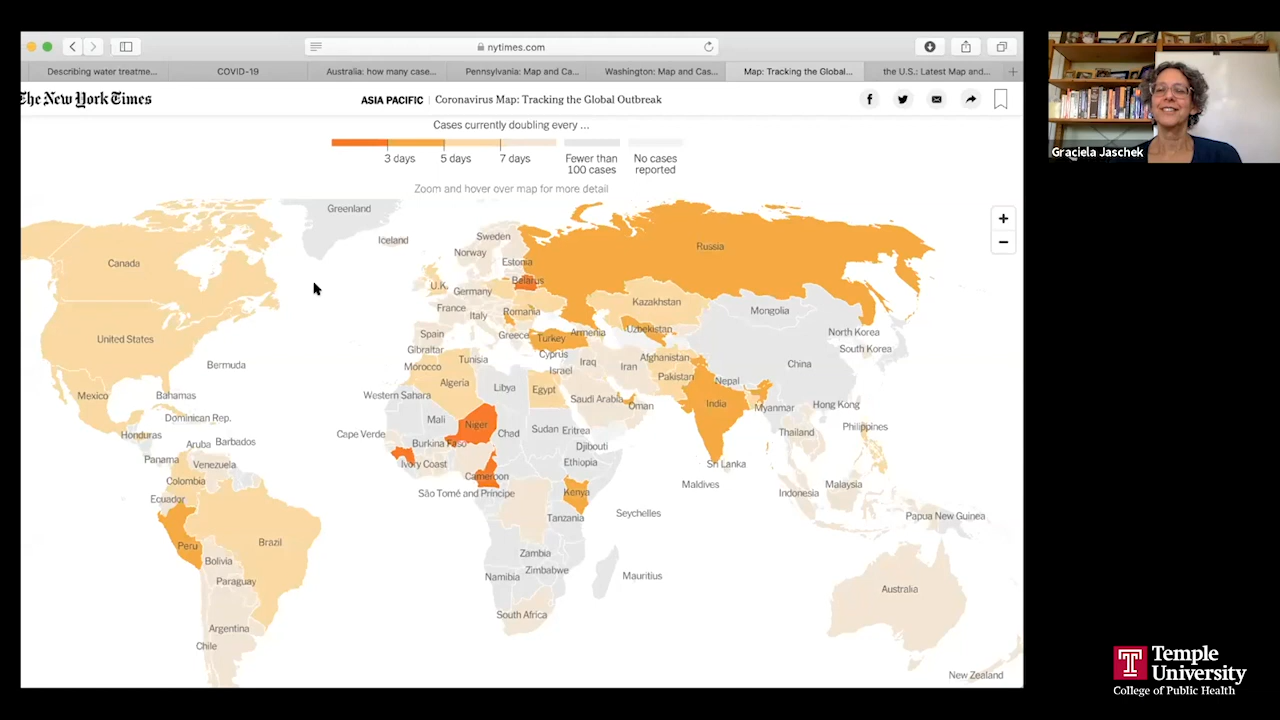 nytimes.com
Describing water treatme...
COVID-19
Australia: how many case...
Pennsylvania: Map and Ca...
Washington: Map and Cas...
Map: Tracking the Global...
the U.S.: Latest Map and...
The New York Times
ASIA PACIFIC | Coronavirus Map: Tracking the Global Outbreak
Cases currently doubling every ...
3 days
5 days
7 days
Fewer than
100 cases
No cases
reported
Zoom and hover over map for more detail
Graciela Jaschek
Greenland
Iceland
Sweden
Norway
Estonia
Russia
Canada
Belarus
U.K.
Germany
France
Italy
Romania
Kazakhstan
Mongolia
United States
Spain
Greece
Turkey
Armenia
Uzbekistan
North Korea
South Korea
Gibraltar
Cyprus
Bermuda
Morocco
Tunisia
Israel
Iraq
Iran
Afghanistan
China
Pakistan
Nepal
Mexico
Bahamas
Western Sahara
Algeria
Libya
Egypt
Saudi Arabia
Oman
India
Myanmar
Hong Kong
Dominican Rep.
Mali
Niger
Chad
Sudan
Eritrea
Thailand
Philippines
Honduras
Aruba
Barbados
Cape Verde
Burkina Faso
Djibouti
Panama
Venezuela
Ivory Coast
Ethiopia
Sri Lanka
Colombia
Cameroon
Maldives
Malaysia
Ecuador
São Tomé and Príncipe
Kenya
Indonesia
Seychelles
Tanzania
Papua New Guinea
Peru
Brazil
Bolivia
Zambia
Zimbabwe
Namibia
Mauritius
Paraguay
Australia
South Africa
Argentina
Chile
New Zealand
Temple
University
College of Public Health